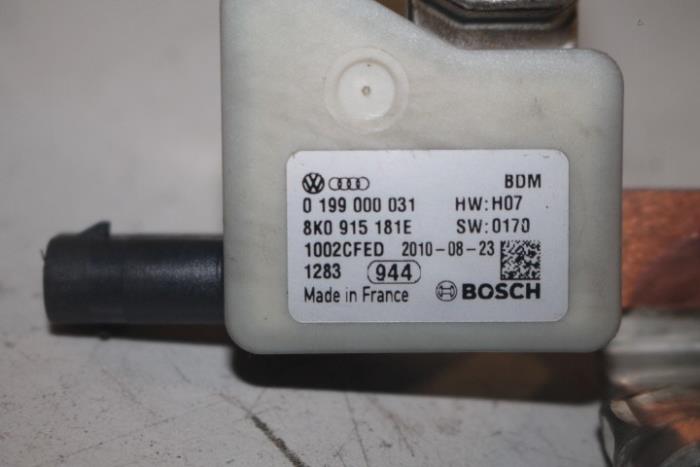 BDM
0 199 000 031 HW:H07
8K0 915 181E SW:0170
1002CFED 2010-08-23
1283 944
Made in France BOSCH